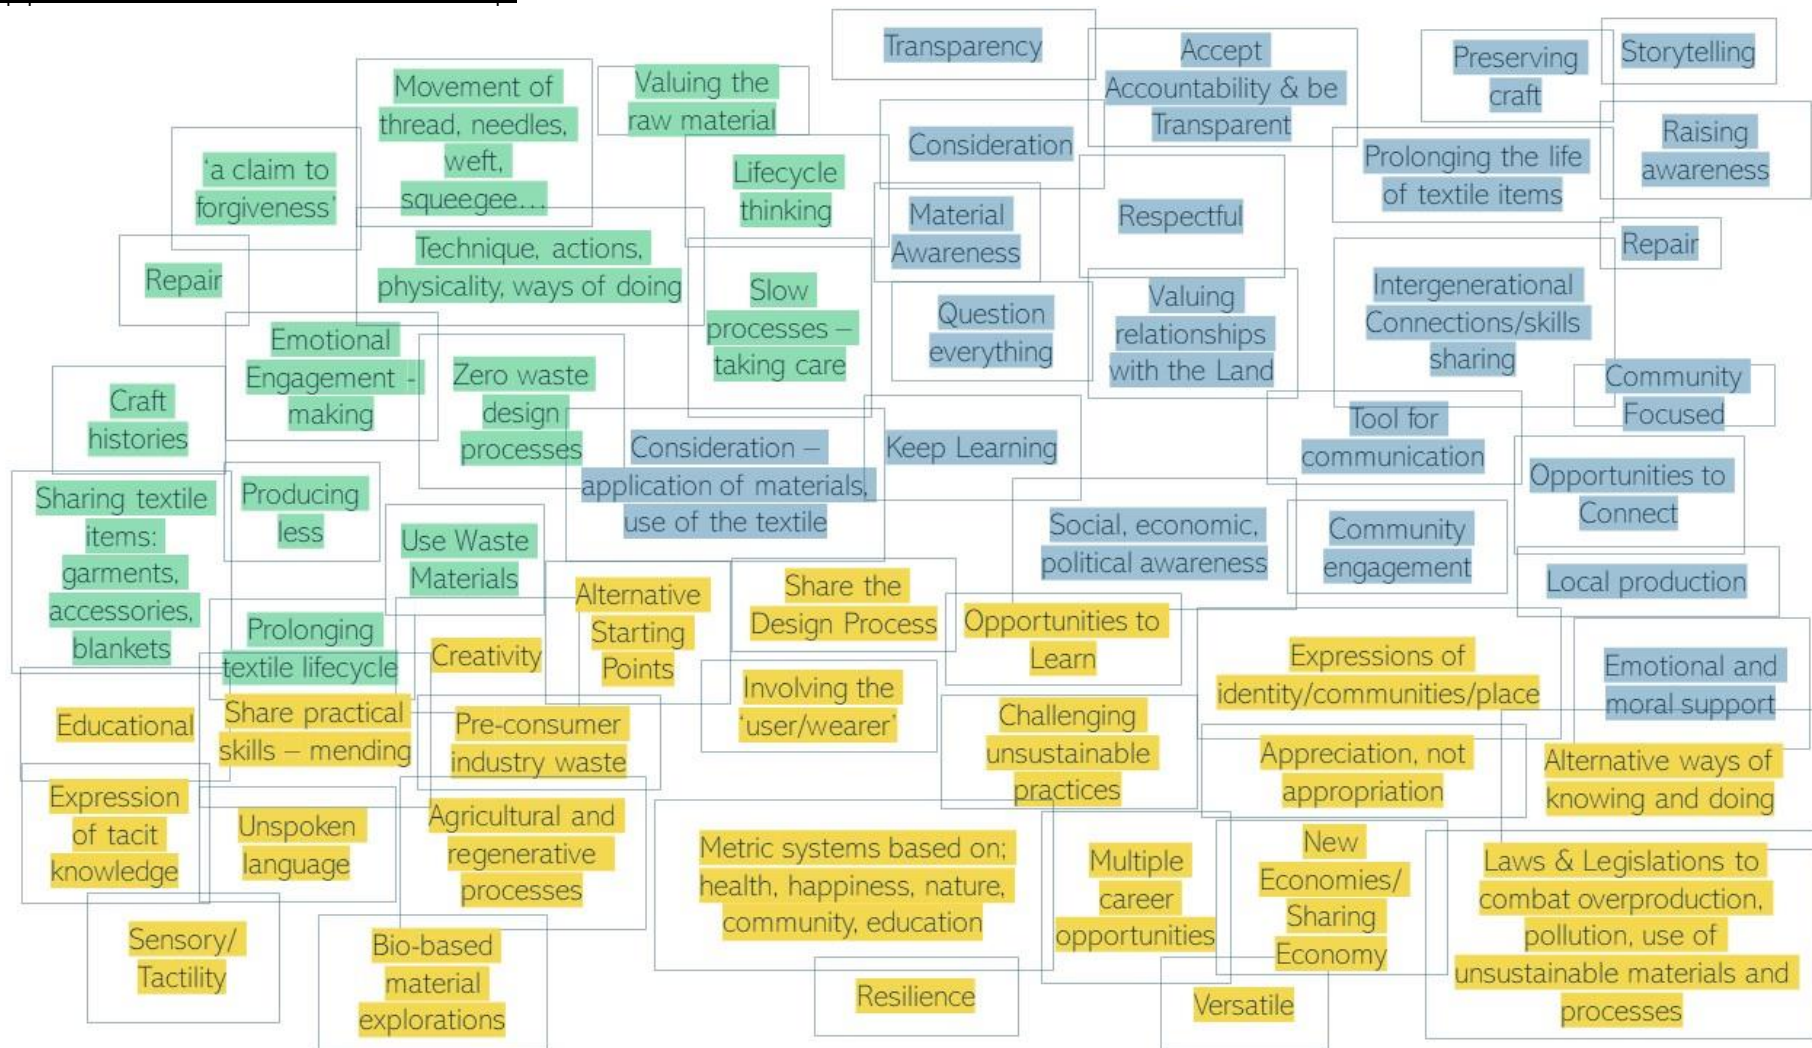 Transparency
Accept
Accountability & be
Transparent
Preserving
craft
Storytelling
Movement of
thread, needles,
weft,
squeegee...
Valuing the
raw material
Consideration
Raising
awareness
'a claim to
forgiveness'
Lifecycle
thinking
Prolonging the life
of textile items
Material
Awareness
Respectful
Repair
Technique, actions,
physicality, ways of doing
Repair
Slow
processes –
taking care
Question
everything
Valuing
relationships
with the Land
Intergenerational
Connections/skills
sharing
Emotional
Engagement -
making
Zero waste
design
processes
Craft
histories
Community
Focused
Consideration –
application of materials,
use of the textile
Keep Learning
Tool for
communication
Opportunities to
Connect
Sharing textile
items:
garments,
accessories,
blankets
Producing
less
Use Waste
Materials
Social, economic,
political awareness
Community
engagement
Local production
Prolonging
textile lifecycle
Creativity
Alternative
Starting
Points
Share the
Design Process
Opportunities to
Learn
Expressions of
identity/communities/place
Emotional and
moral support
Educational
Share practical
skills – mending
Pre-consumer
industry waste
Involving the
'user/wearer'
Challenging
unsustainable
practices
Appreciation, not
appropriation
Alternative ways of
knowing and doing
Expression
of tacit
knowledge
Unspoken
language
Agricultural and
regenerative
processes
Metric systems based on;
health, happiness, nature,
community, education
Multiple
career
opportunities
New
Economies/
Sharing
Economy
Laws & Legislations to
combat overproduction,
pollution, use of
unsustainable materials and
processes
Sensory/
Tactility
Bio-based
material
explorations
Resilience
Versatile